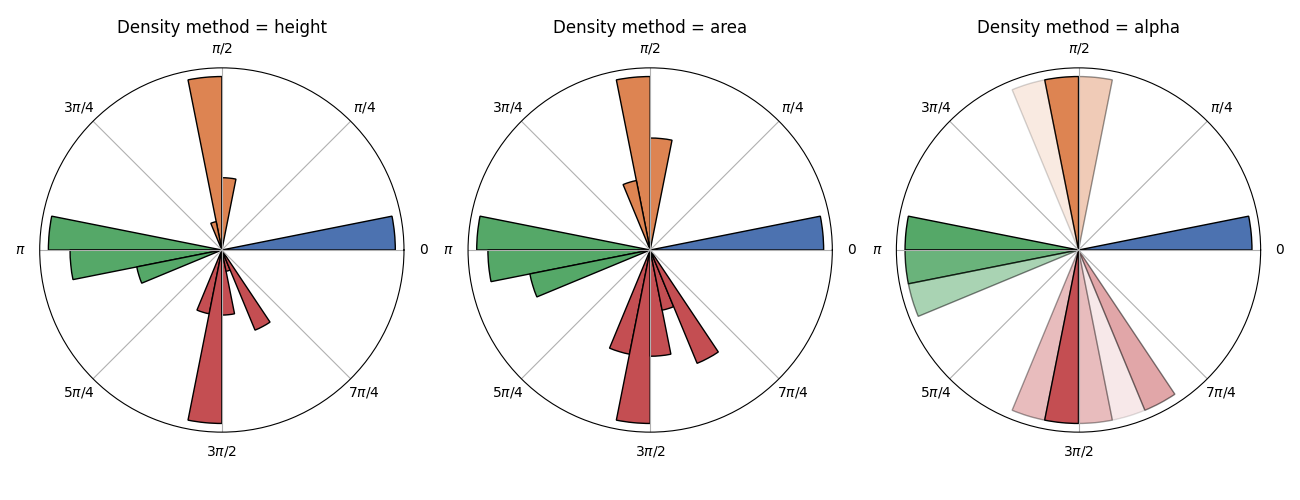 Density method = height
π/2
3π/4
π/4
π
0
5π/4
7π/4
3π/2
Density method = area
π/2
3π/4
π/4
π
0
5π/4
7π/4
3π/2
Density method = alpha
π/2
3π/4
π/4
π
0
5π/4
7π/4
3π/2